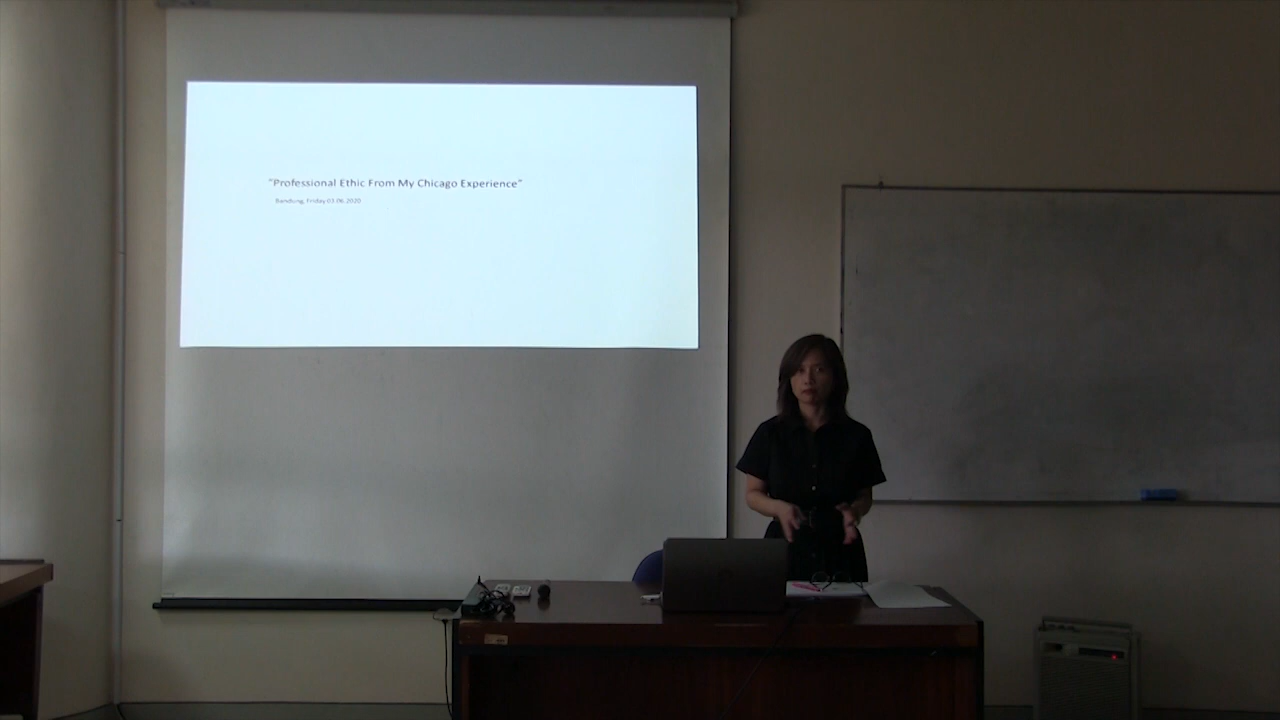 "Professional Ethic From My Chicago Experience"
Bandung, Friday 03.06.2020